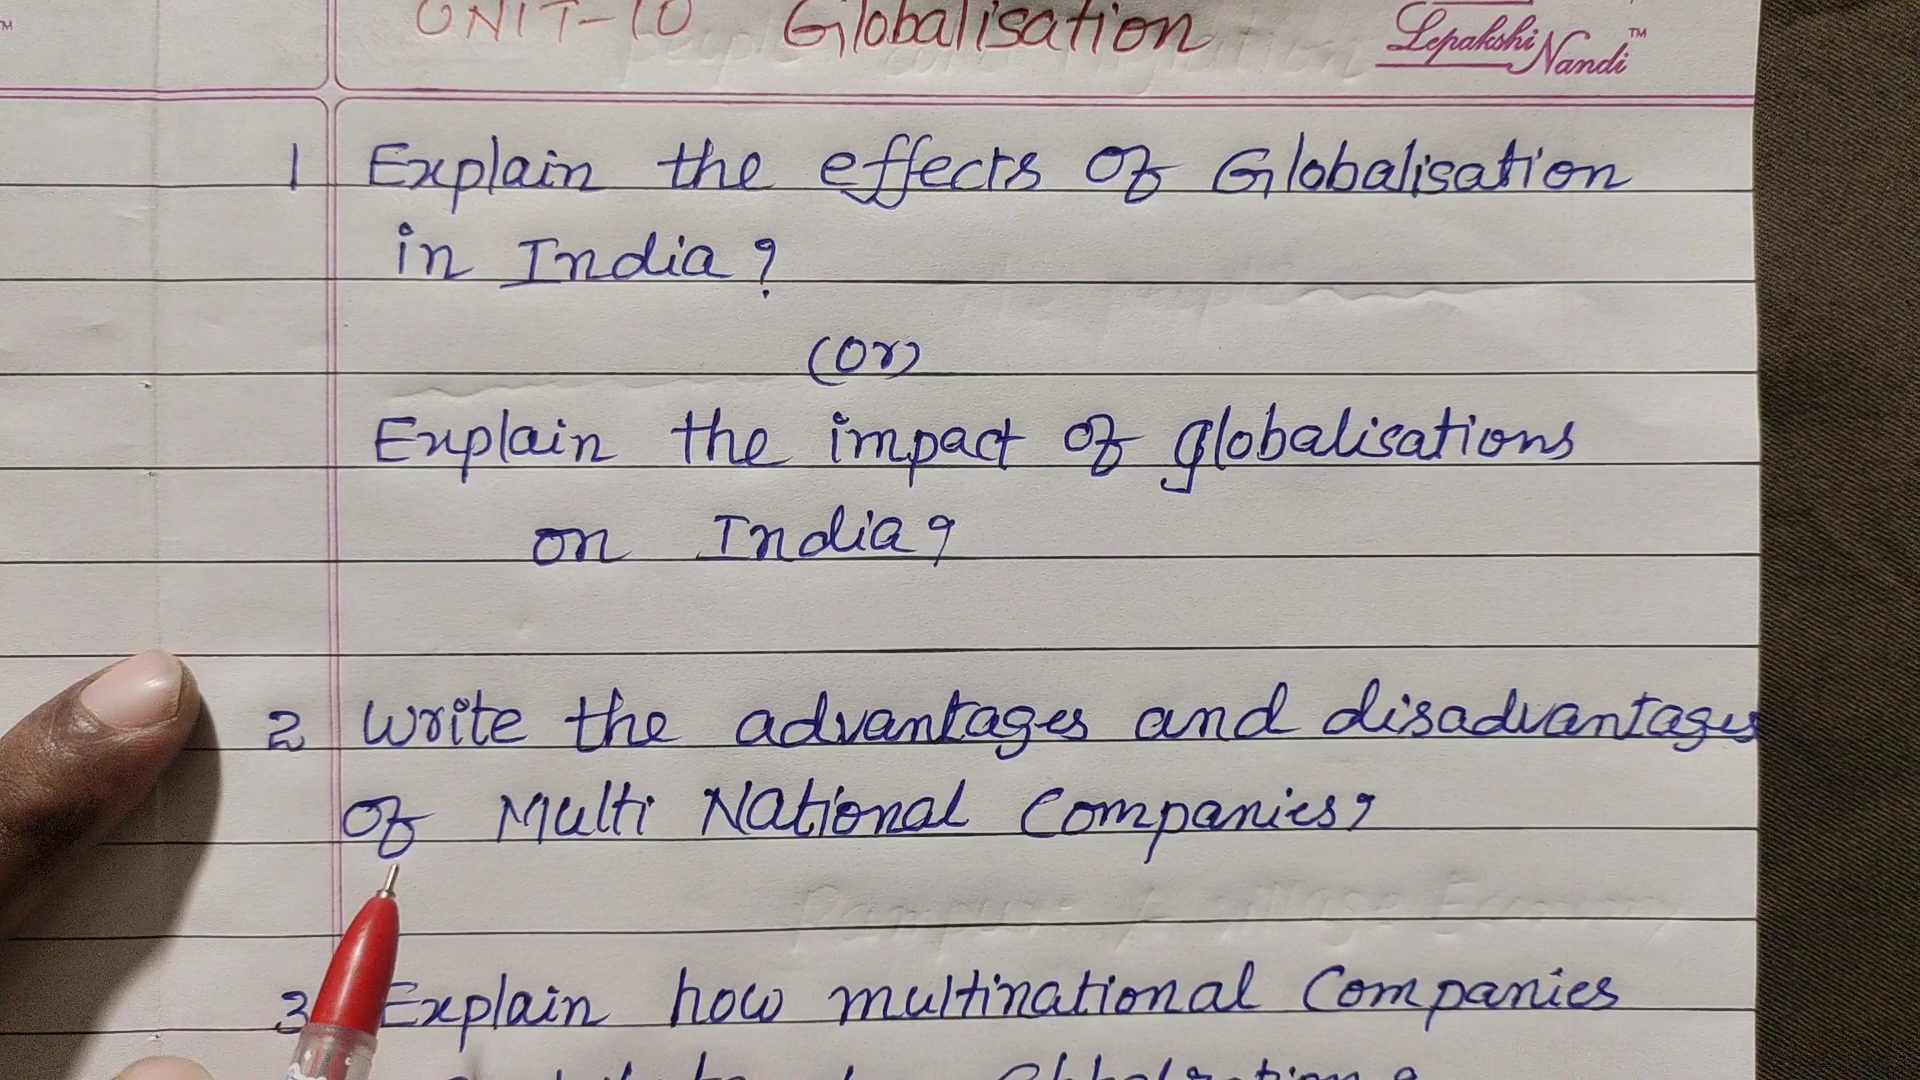 UNIT-10 Globalisation
Lepakshi Nandi™
1 Explain the effects of Globalisation
in India?
(Or)
Explain the impact of globalisations
on India?
2 Write the advantages and disadvantages
of Multi National Companies?
3 Explain how multinational Companies